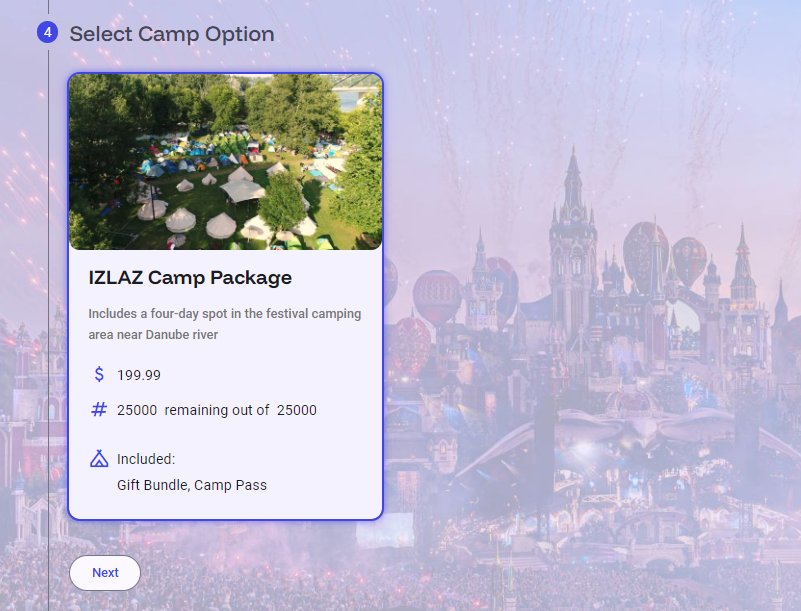 4 Select Camp Option
IZLAZ Camp Package
Includes a four-day spot in the festival camping
area near Danube river
$ 199.99
# 25000 remaining out of 25000
Included:
Gift Bundle, Camp Pass
Next